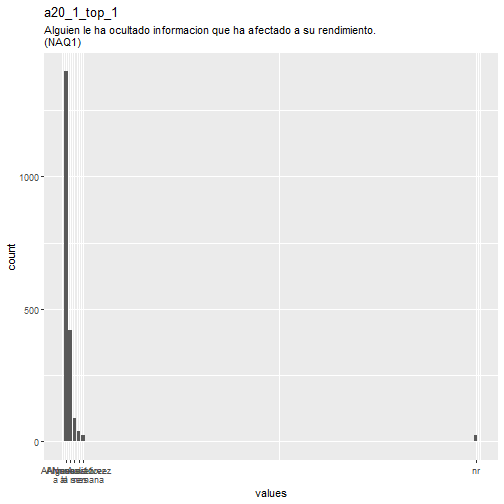 a20_1_top_1
Alguien le ha ocultado informacion que ha afectado a su rendimiento.
(NAQ1)
1000
500
0
count
nr
values